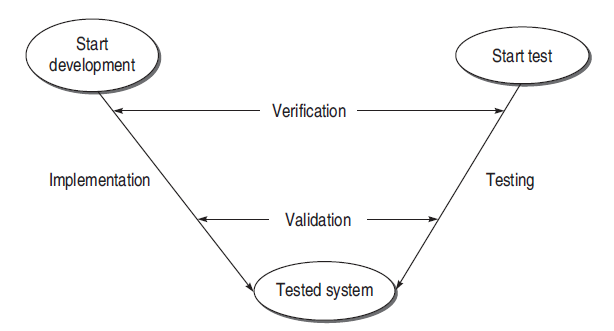 Start
development
Start test
Verification
Implementation
Testing
Validation
Tested system